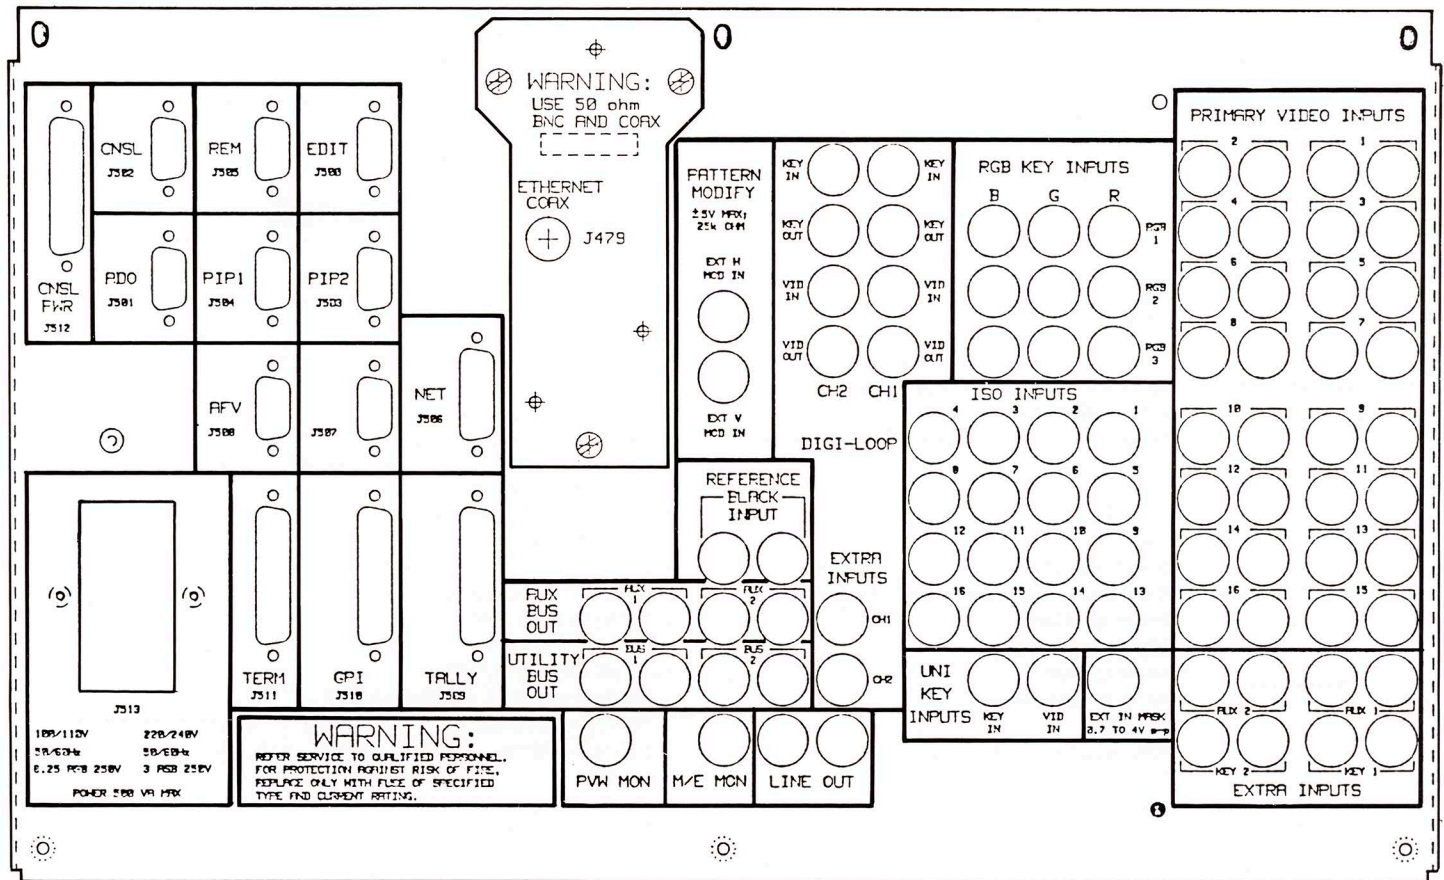 WARNING:
USE 50 ohm
BNC AND COAX
ETHERNET
COAX
J479
CNSL
J502
REM
J505
EDIT
J500
CNSL
PWR
J512
RDO
J501
PIP1
J504
PIP2
J503
AFV
J508
J507
NET
J506
J513
100/110V
50/60Hz
6.25 ASB 250V
220/240V
50/60Hz
3 ASB 250V
POWER 500 VA MAX
TERM
J511
GPI
J510
TALLY
J509
WARNING:
REFER SERVICE TO QUALIFIED PERSONNEL.
FOR PROTECTION AGAINST RISK OF FIRE,
REPLACE ONLY WITH FUSE OF SPECIFIED
TYPE AND CURRENT RATING.
PATTERN
MODIFY
±5V MAX;
25k OHM
EXT H
MOD IN
EXT V
MOD IN
KEY
IN
KEY
IN
KEY
OUT
KEY
OUT
VID
IN
VID
IN
VID
OUT
VID
OUT
CH2 CH1
DIGI-LOOP
REFERENCE
BLACK
INPUT
EXTRA
INPUTS
CH1
CH2
AUX
BUS
OUT
AUX
1
AUX
2
UTILITY
BUS
OUT
BUS
1
BUS
2
PVW MON
M/E MON
LINE OUT
RGB KEY INPUTS
B G R
RGB
1
RGB
2
RGB
3
ISO INPUTS
4 3 2 1
8 7 6 5
12 11 10 9
16 15 14 13
UNI
KEY
INPUTS
KEY
IN
VID
IN
EXT IN MASK
0.7 TO 4V p-p
PRIMARY VIDEO INPUTS
2 1
4 3
6 5
8 7
10 9
12 11
14 13
16 15
AUX 2 AUX 1
KEY 2 KEY 1
EXTRA INPUTS